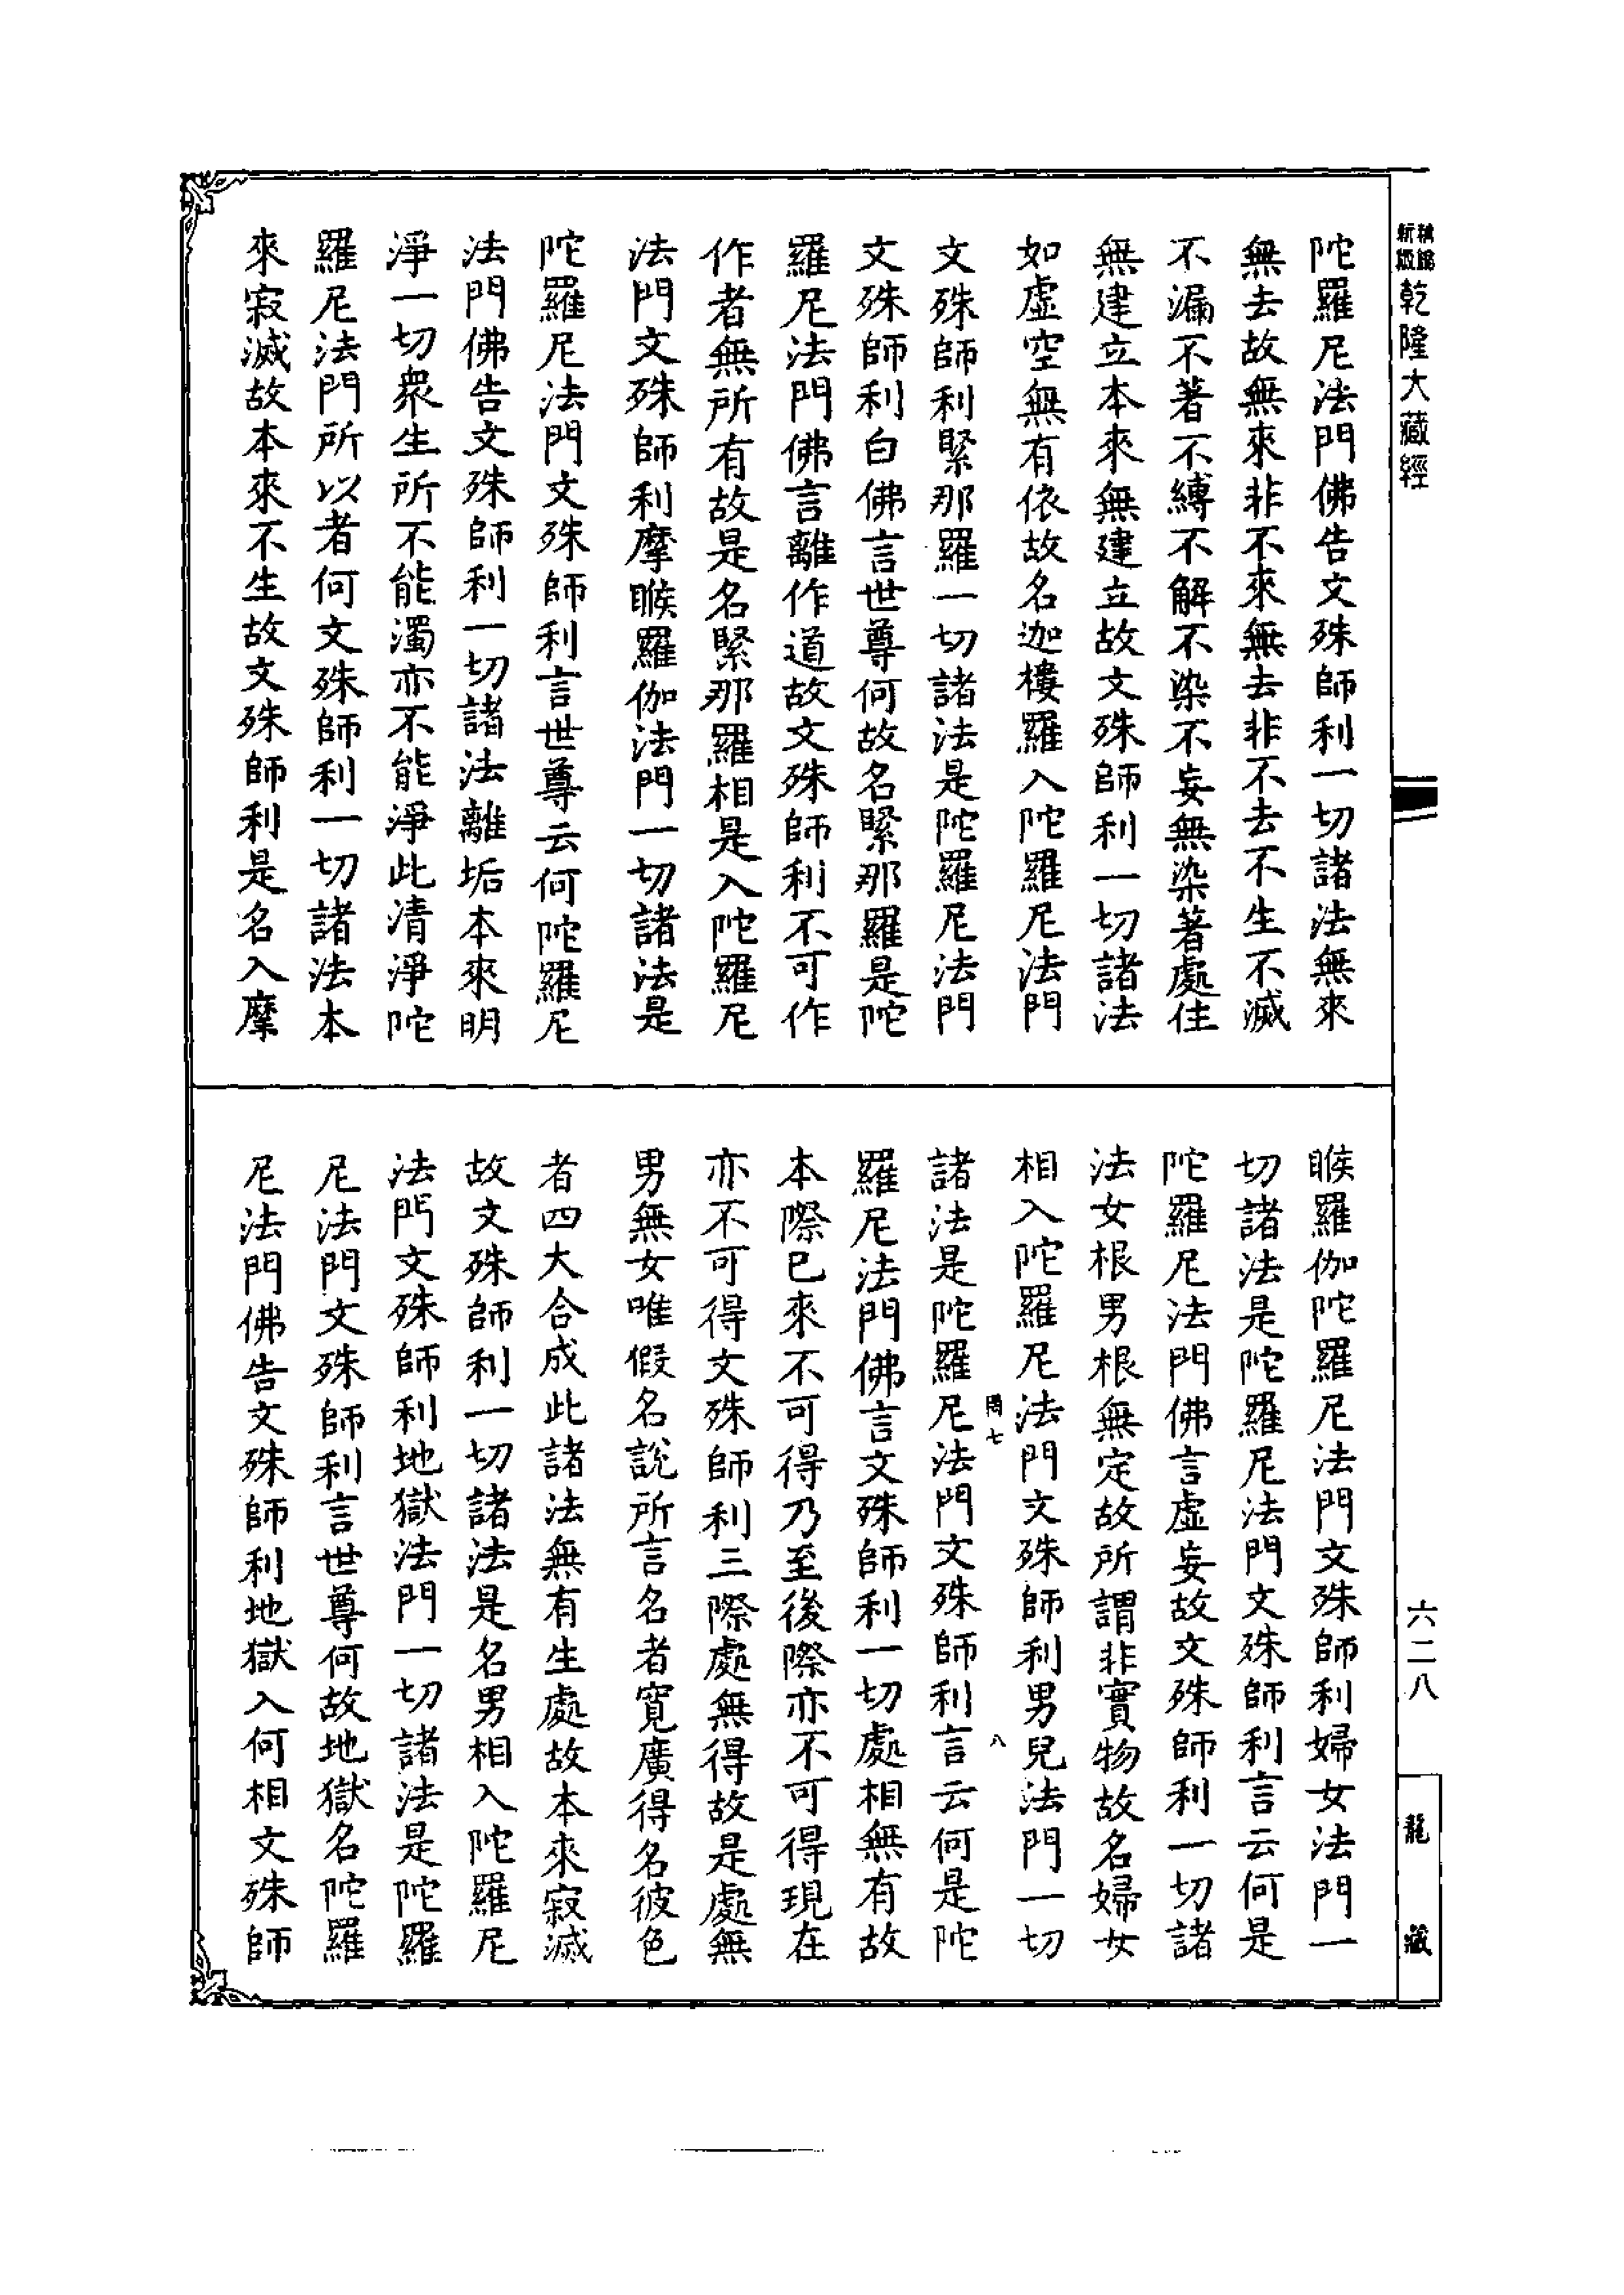 乾隆大藏經
六二八
龍藏
陀羅尼法門佛告文殊師利一切諸法無來
無去故無來非不來無去非不去不生不滅
不漏不著不縛不解不染不妄無染著處住
無建立本來無建立故文殊師利一切諸法
如虛空無有依故名迦樓羅入陀羅尼法門
文殊師利緊那羅一切諸法是陀羅尼法門
文殊師利白佛言世尊何故名緊那羅是陀
羅尼法門佛言離作道故文殊師利不可作
作者無所有故是名緊那羅相是入陀羅尼
法門文殊師利摩睺羅伽法門一切諸法是
陀羅尼法門文殊師利言世尊云何陀羅尼
法門佛告文殊師利一切諸法離垢本來明
淨一切衆生所不能濁亦不能淨此清淨陀
羅尼法門所以者何文殊師利一切諸法本
來寂滅故本來不生故文殊師利是名入摩
睺羅伽陀羅尼法門文殊師利婦女法門一
切諸法是陀羅尼法門文殊師利言云何是
陀羅尼法門佛言虛妄故文殊師利一切諸
法女根男根無定故所謂非實物故名婦女
相入陀羅尼法門文殊師利男兒法門一切
七 八
諸法是陀羅尼法門文殊師利言云何是陀
羅尼法門佛言文殊師利一切處相無有故
本際已來不可得乃至後際亦不可得現在
亦不可得文殊師利三際處無得故是處無
男無女唯假名說所言名者寬廣得名彼色
者四大合成此諸法無有生處故本來寂滅
故文殊師利一切諸法是名男相入陀羅尼
法門文殊師利地獄法門一切諸法是陀羅
尼法門文殊師利言世尊何故地獄名陀羅
尼法門佛告文殊師利地獄入何相文殊師